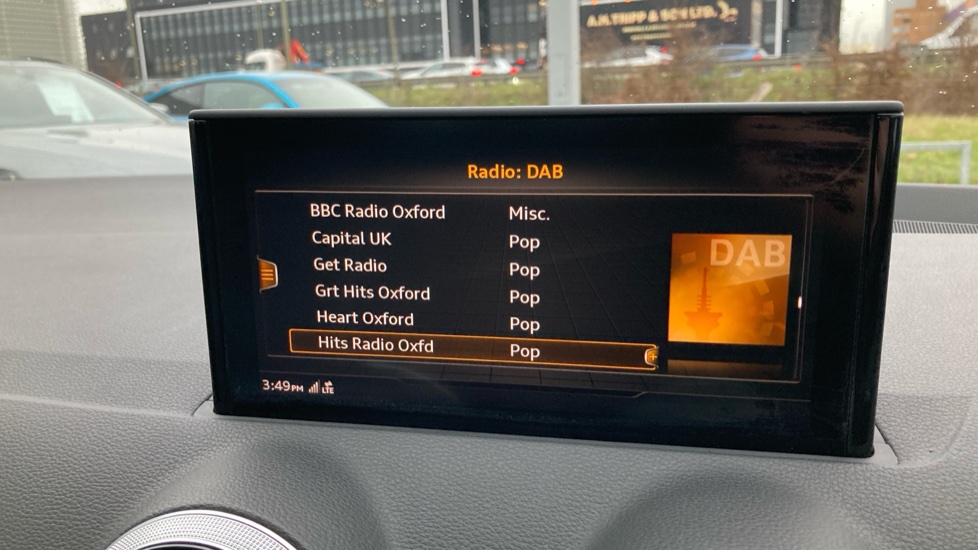 A.H.TRIPP & SON LTD.
Radio: DAB
BBC Radio Oxford Misc.
Capital UK Pop
Get Radio Pop
Grt Hits Oxford Pop
Heart Oxford Pop
Hits Radio Oxfd Pop
DAB
3:49PM LTE